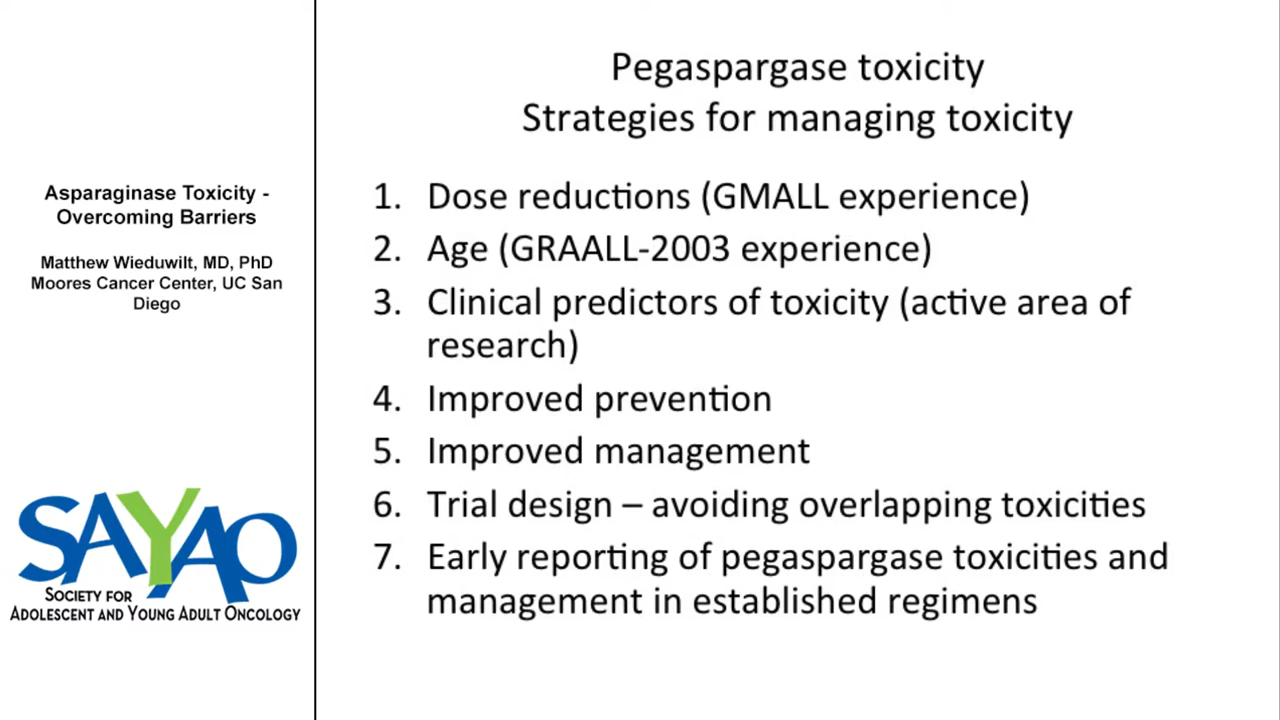 Asparaginase Toxicity -
Overcoming Barriers
Matthew Wieduwilt, MD, PhD
Moores Cancer Center, UC San
Diego
SAYAO
SOCIETY FOR
ADOLESCENT AND YOUNG ADULT ONCOLOGY
Pegaspargase toxicity
Strategies for managing toxicity
1. Dose reductions (GMALL experience)
2. Age (GRAALL-2003 experience)
3. Clinical predictors of toxicity (active area of
research)
4. Improved prevention
5. Improved management
6. Trial design – avoiding overlapping toxicities
7. Early reporting of pegaspargase toxicities and
management in established regimens